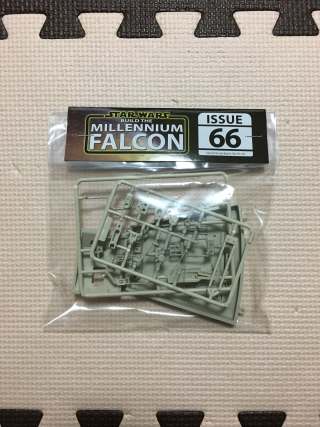 STAR WARS
BUILD THE
MILLENNIUM
FALCON
ISSUE
66